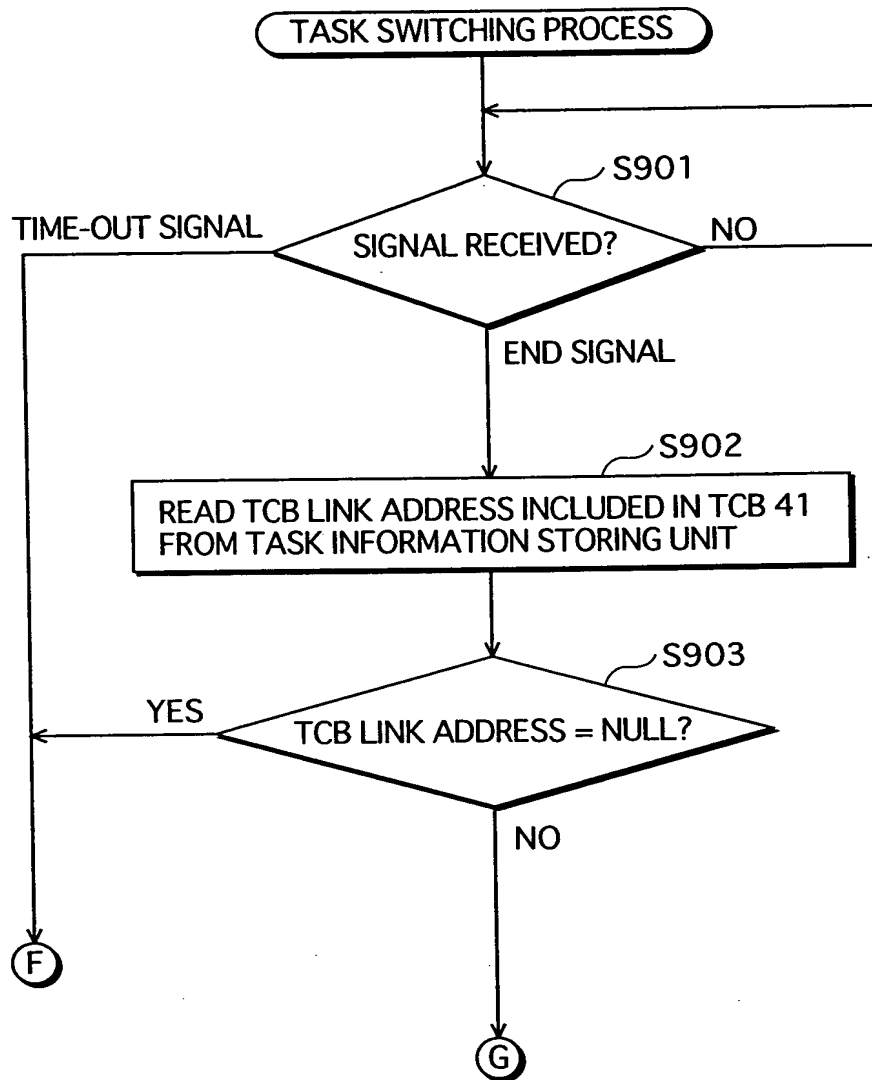 TASK SWITCHING PROCESS
S901
TIME-OUT SIGNAL
SIGNAL RECEIVED?
NO
END SIGNAL
S902
READ TCB LINK ADDRESS INCLUDED IN TCB 41
FROM TASK INFORMATION STORING UNIT
S903
YES
TCB LINK ADDRESS = NULL?
NO
F
G